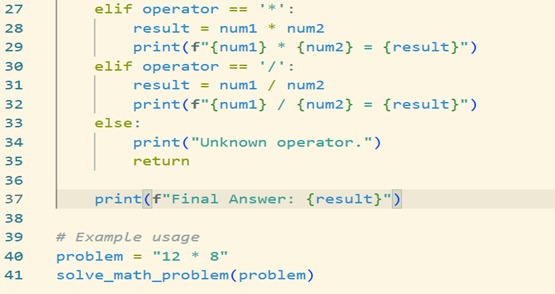 27 elif operator == '*':
28 result = num1 * num2
29 print(f"{num1} * {num2} = {result}")
30 elif operator == '/':
31 result = num1 / num2
32 print(f"{num1} / {num2} = {result}")
33 else:
34 print("Unknown operator.")
35 return
36
37 print(f"Final Answer: {result}")
38
39 # Example usage
40 problem = "12 * 8"
41 solve_math_problem(problem)